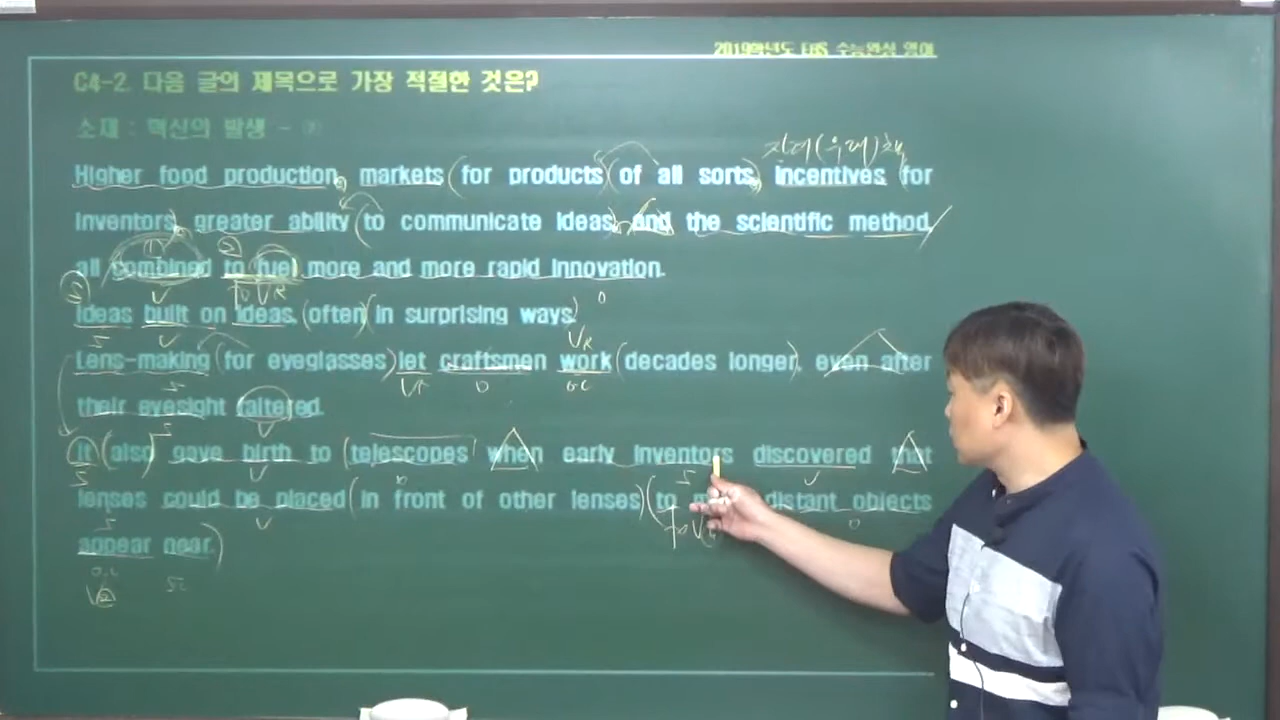 2019학년도 EBS 수능완성 영어
C4-2. 다음 글의 제목으로 가장 적절한 것은?
소재 : 혁신의 발생 -
Higher food production, markets (for products (of all sorts), incentives (for
inventors), greater ability (to communicate ideas), and the scientific method,
all combined to fuel more and more rapid innovation.
Ideas built on ideas, (often) (in surprising ways)
Lens-making (for eyeglasses) let craftsmen work (decades longer), even after
their eyesight faltered.
It (also) gave birth to (telescopes) when early inventors discovered that
lenses could be placed (in front of other lenses) (to distant objects
appear near.)